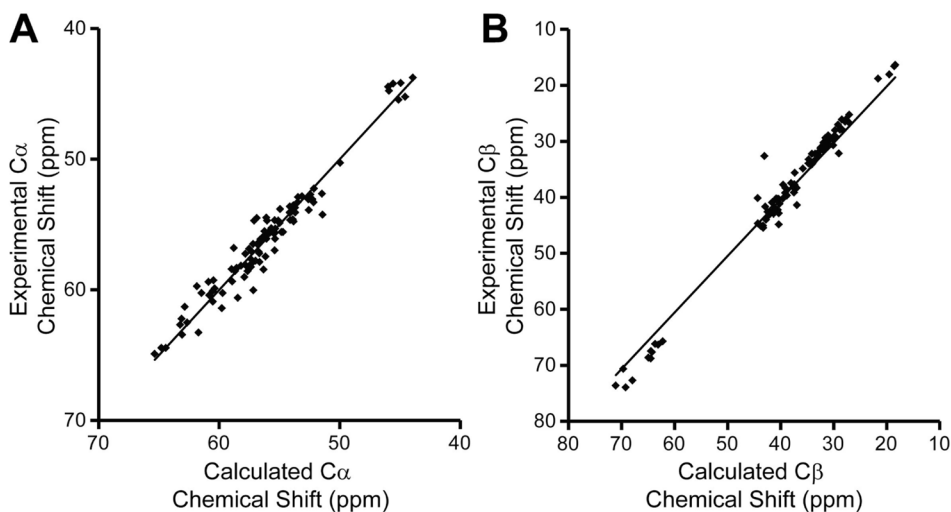 A
Experimental Cα
Chemical Shift (ppm)
40
50
60
70
70
60
50
40
Calculated Cα
Chemical Shift (ppm)
B
Experimental Cβ
Chemical Shift (ppm)
10
20
30
40
50
60
70
80
80
70
60
50
40
30
20
10
Calculated Cβ
Chemical Shift (ppm)